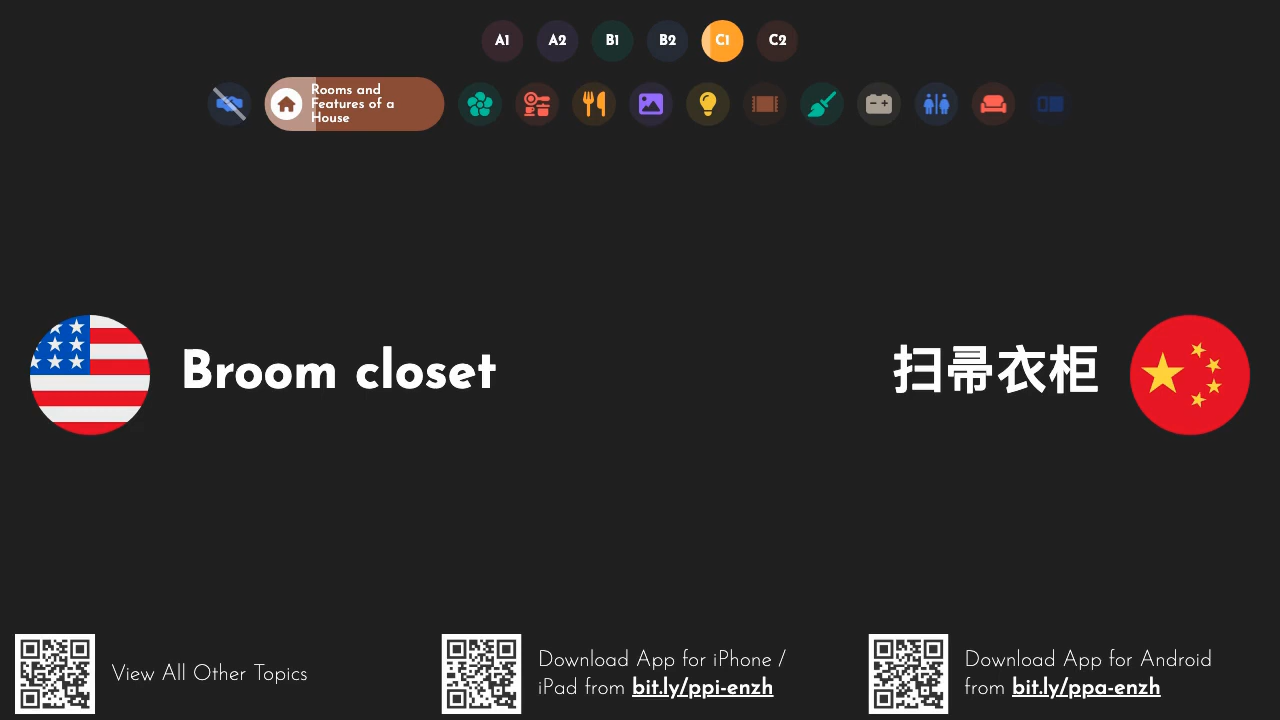 A1 A2 B1 B2 C1 C2
Rooms and
Features of a
House
Broom closet
扫帚衣柜
View All Other Topics
Download App for iPhone /
iPad from bit.ly/ppi-enzh
Download App for Android
from bit.ly/ppa-enzh